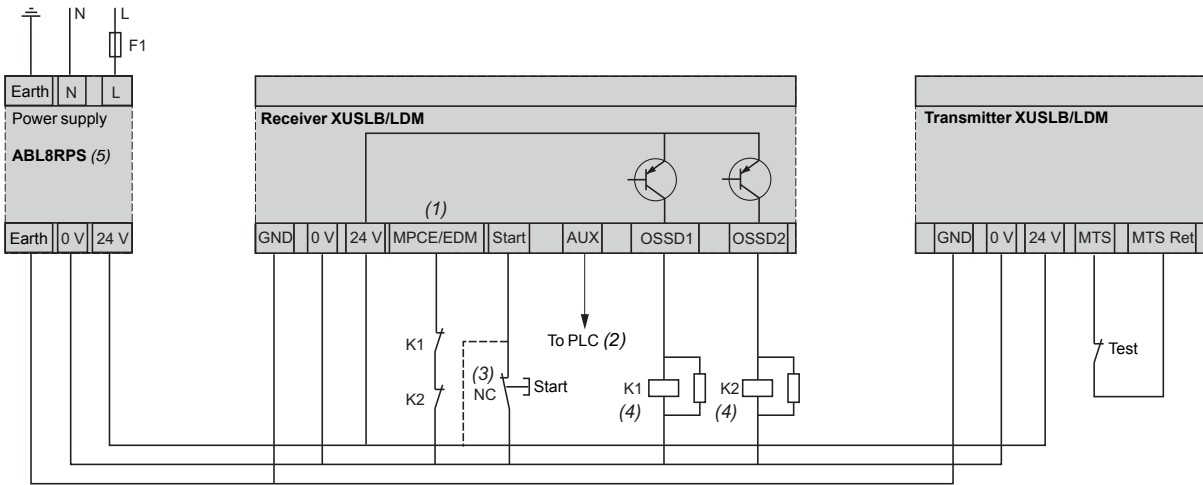 N L
F1
Earth N L
Power supply
ABL8RPS (5)
Earth 0 V 24 V
Receiver XUSLB/LDM
(1)
GND 0 V 24 V MPCE/EDM Start AUX OSSD1 OSSD2
K1
K2
(3)
NC
Start
To PLC (2)
K1
(4)
K2
(4)
Transmitter XUSLB/LDM
GND 0 V 24 V MTS MTS Ret
Test